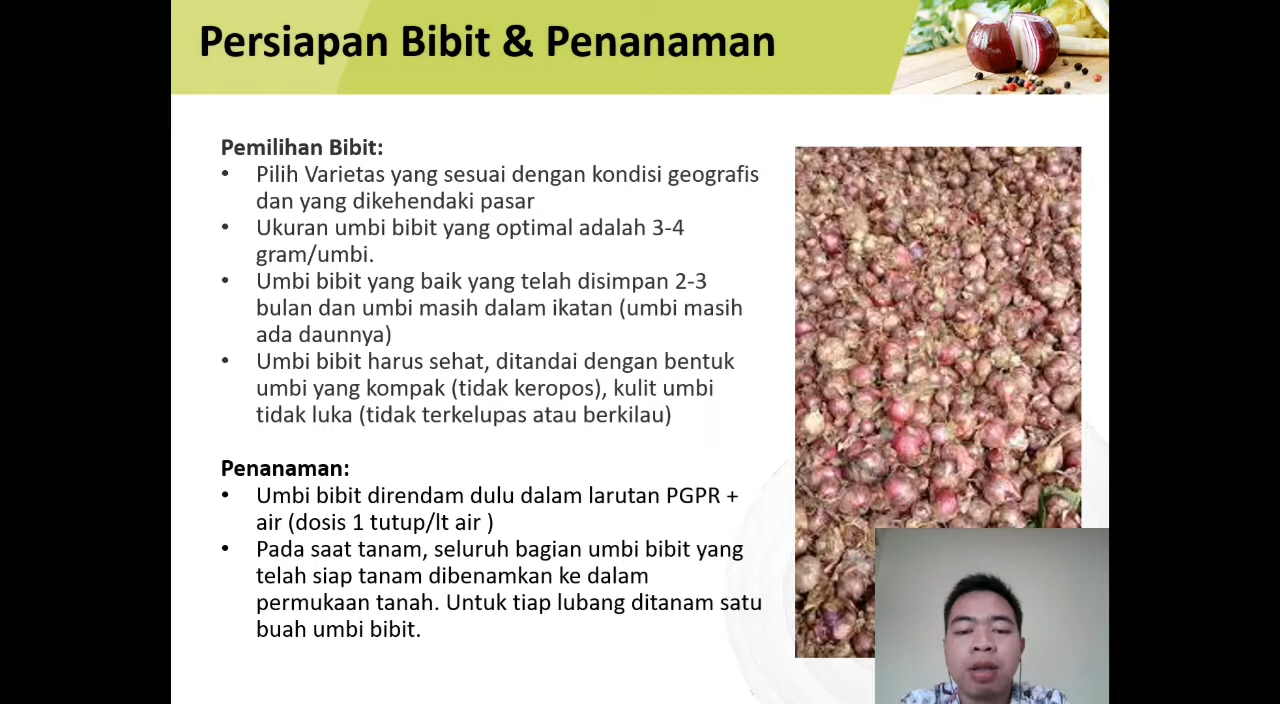 Persiapan Bibit & Penanaman
Pemilihan Bibit:
• Pilih Varietas yang sesuai dengan kondisi geografis
dan yang dikehendaki pasar
• Ukuran umbi bibit yang optimal adalah 3-4
gram/umbi.
• Umbi bibit yang baik yang telah disimpan 2-3
bulan dan umbi masih dalam ikatan (umbi masih
ada daunnya)
• Umbi bibit harus sehat, ditandai dengan bentuk
umbi yang kompak (tidak keropos), kulit umbi
tidak luka (tidak terkelupas atau berkilau)
Penanaman:
• Umbi bibit direndam dulu dalam larutan PGPR +
air (dosis 1 tutup/lt air )
• Pada saat tanam, seluruh bagian umbi bibit yang
telah siap tanam dibenamkan ke dalam
permukaan tanah. Untuk tiap lubang ditanam satu
buah umbi bibit.